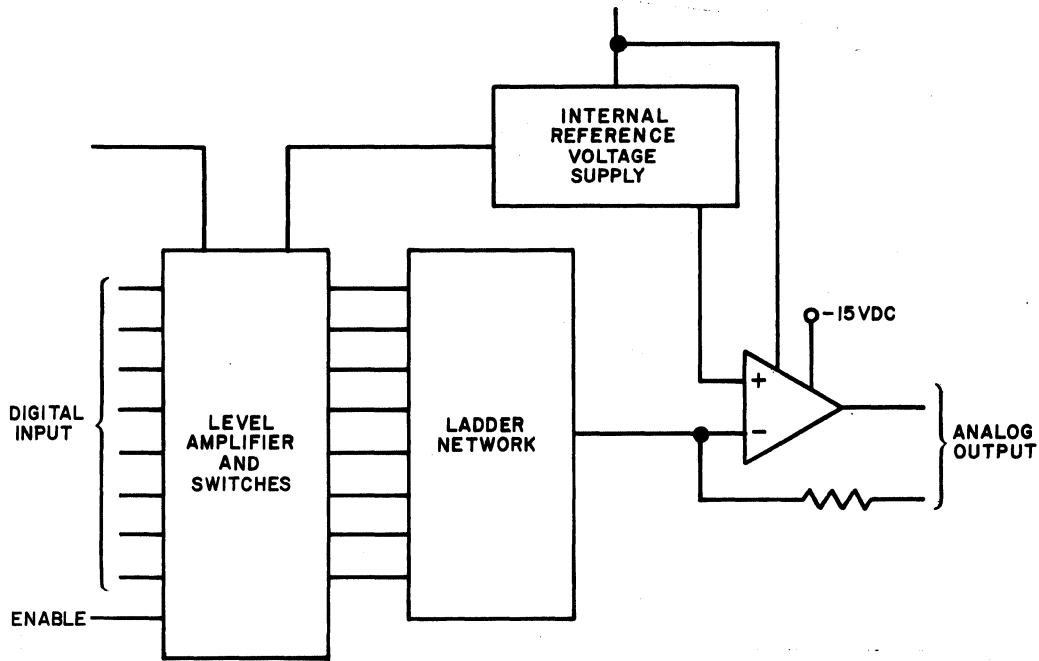 INTERNAL
REFERENCE
VOLTAGE
SUPPLY
-15VDC
DIGITAL
INPUT
LEVEL
AMPLIFIER
AND
SWITCHES
LADDER
NETWORK
+
-
ANALOG
OUTPUT
ENABLE